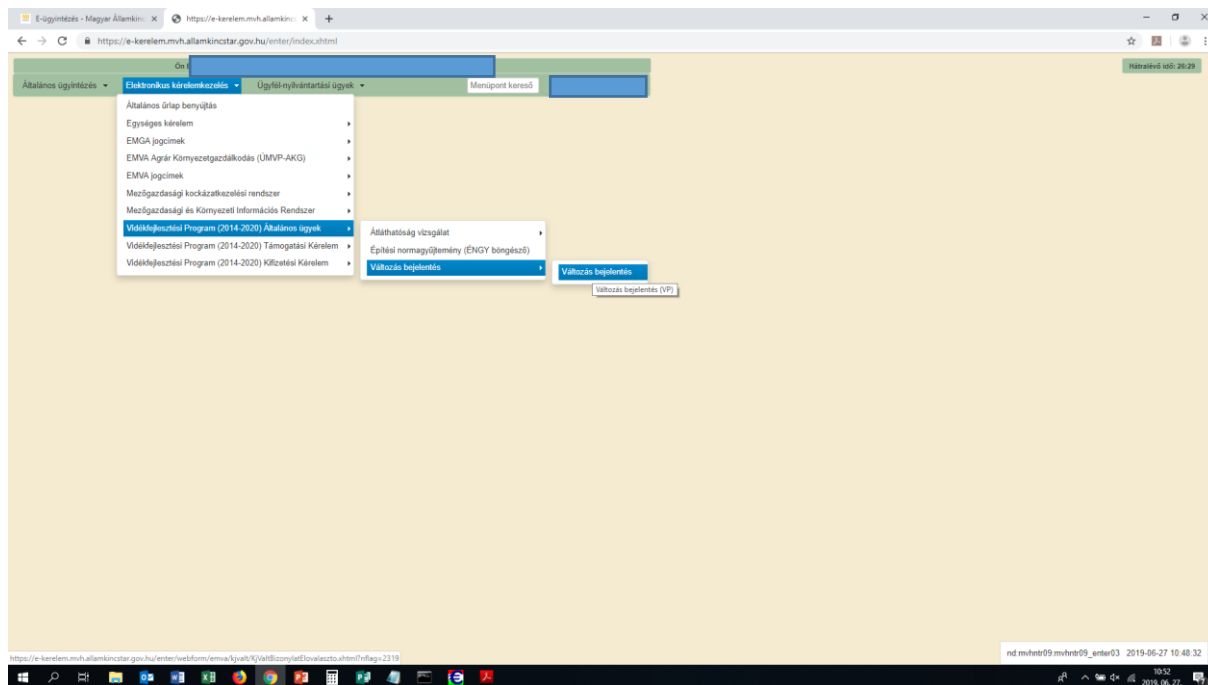 E-ügyintézés - Magyar Államkinc
https://e-kerelem.mvh.allamkinc
https://e-kerelem.mvh.allamkincstar.gov.hu/enter/index.xhtml
Ön
Hátralévő idő: 20:29
Általános ügyintézés
Elektronikus kérelemkezelés
Ügyfél-nyilvántartási ügyek
Menüpont kereső
Általános űrlap benyújtás
Egységes kérelem
EMGA jogcímek
EMVA Agrár Környezetgazdálkodás (ÚMVP-AKG)
EMVA jogcímek
Mezőgazdasági kockázatkezelési rendszer
Mezőgazdasági és Környezeti Információs Rendszer
Vidékfejlesztési Program (2014-2020) Általános ügyek
Vidékfejlesztési Program (2014-2020) Támogatási Kérelem
Vidékfejlesztési Program (2014-2020) Kifizetési Kérelem
Átláthatóság vizsgálat
Építési normagyűjtemény (ÉNGY böngésző)
Változás bejelentés
Változás bejelentés
Változás bejelentés (VP)
https://e-kerelem.mvh.allamkincstar.gov.hu/enter/webform/emva/kjvalt/KjValtBizonylatElovalaszto.xhtml?nflag=2319
nd:mvhntr09:mvhntr09_enter03 2019-06-27 10:48:32
10:52
2019. 06. 27.